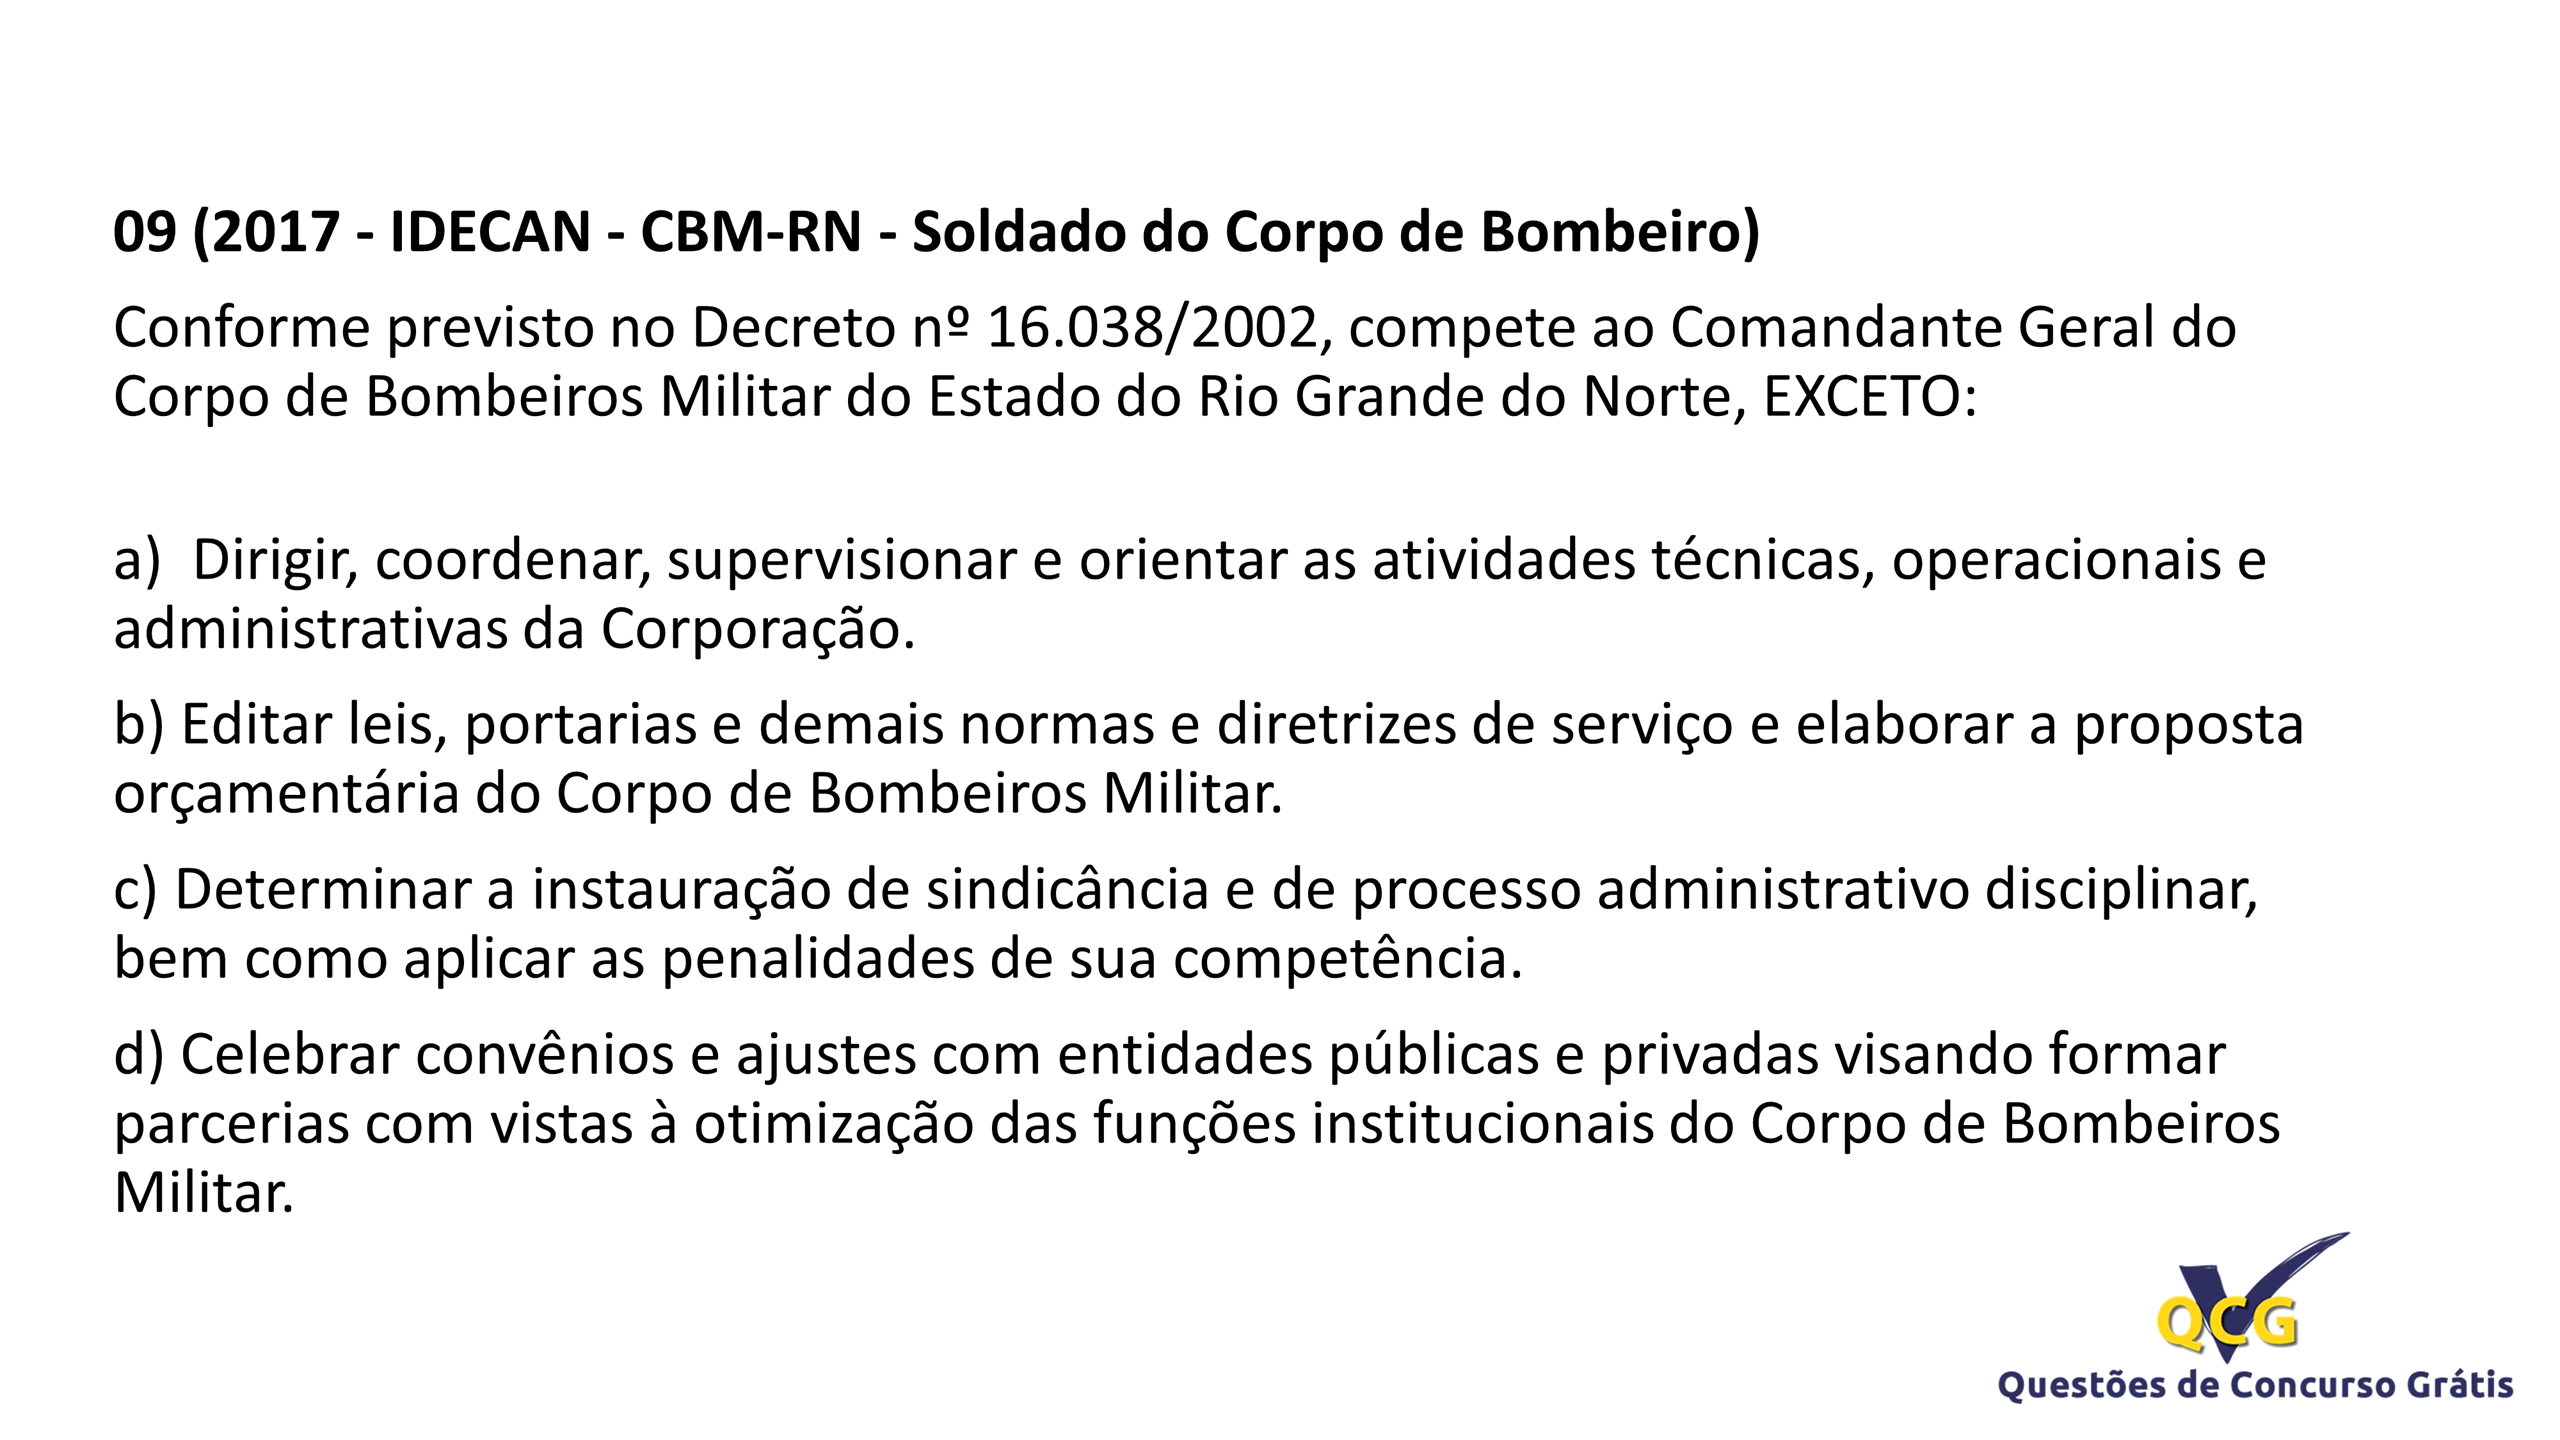 09 (2017 - IDECAN - CBM-RN - Soldado do Corpo de Bombeiro)
Conforme previsto no Decreto nº 16.038/2002, compete ao Comandante Geral do
Corpo de Bombeiros Militar do Estado do Rio Grande do Norte, EXCETO:
a) Dirigir, coordenar, supervisionar e orientar as atividades técnicas, operacionais e
administrativas da Corporação.
b) Editar leis, portarias e demais normas e diretrizes de serviço e elaborar a proposta
orçamentária do Corpo de Bombeiros Militar.
c) Determinar a instauração de sindicância e de processo administrativo disciplinar,
bem como aplicar as penalidades de sua competência.
d) Celebrar convênios e ajustes com entidades públicas e privadas visando formar
parcerias com vistas à otimização das funções institucionais do Corpo de Bombeiros
Militar.
QCG
Questões de Concurso Grátis